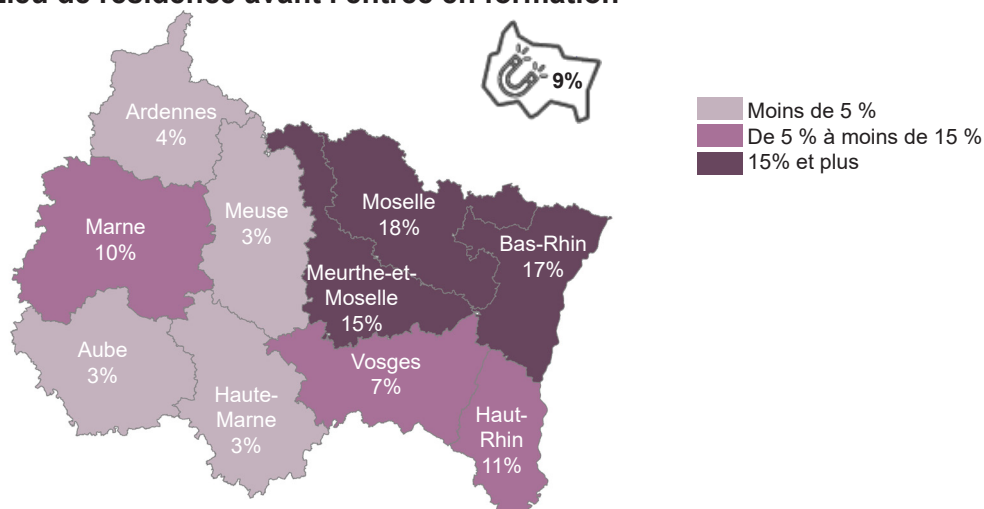 Lieu de résidence avant l'entrée en formation
9%
Moins de 5 %
De 5 % à moins de 15 %
15% et plus
Ardennes
4%
Marne
10%
Meuse
3%
Moselle
18%
Bas-Rhin
17%
Meurthe-et-
Moselle
15%
Aube
3%
Haute-
Marne
3%
Vosges
7%
Haut-
Rhin
11%